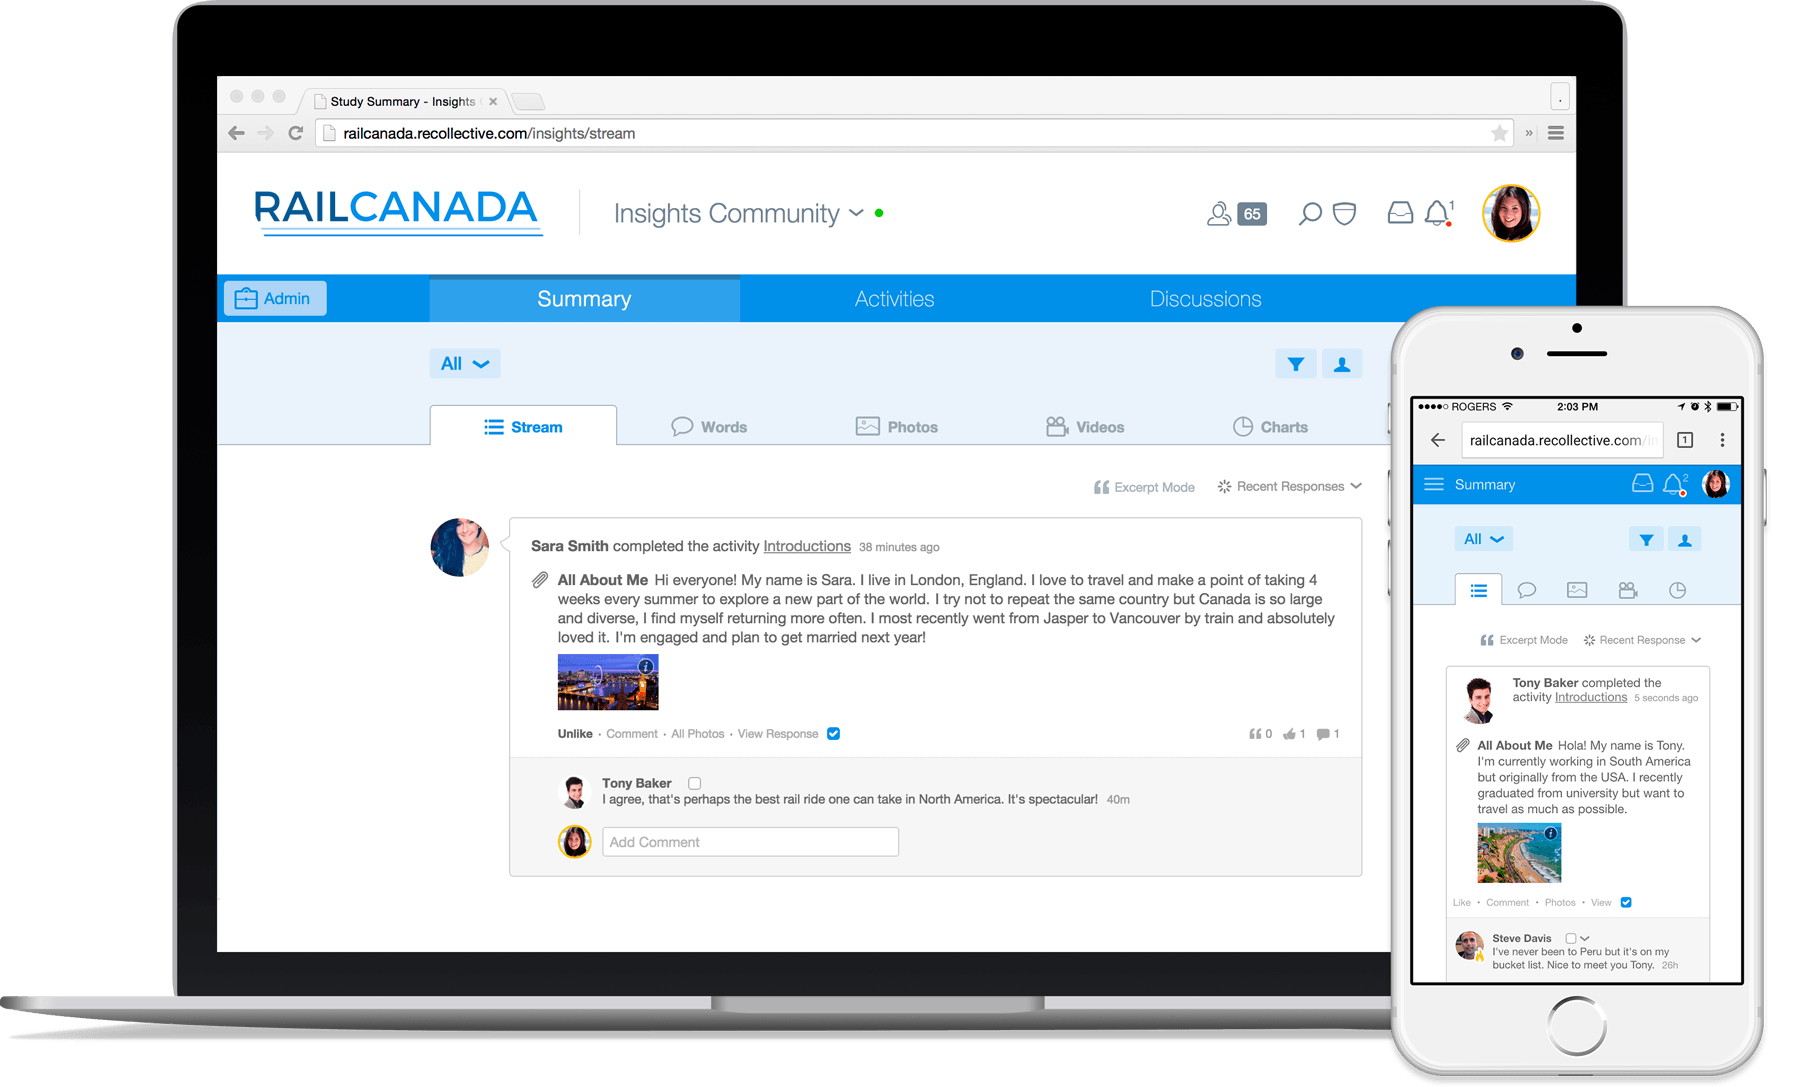 Study Summary - Insights
railcanada.recollective.com/insights/stream
RAILCANADA
Insights Community
65
1
Admin
Summary
Activities
Discussions
All
Stream
Words
Photos
Videos
Charts
Excerpt Mode
Recent Responses
Sara Smith completed the activity Introductions 38 minutes ago
All About Me Hi everyone! My name is Sara. I live in London, England. I love to travel and make a point of taking 4
weeks every summer to explore a new part of the world. I try not to repeat the same country but Canada is so large
and diverse, I find myself returning more often. I most recently went from Jasper to Vancouver by train and absolutely
loved it. I'm engaged and plan to get married next year!
Unlike · Comment · All Photos · View Response
0 1 1
Tony Baker
I agree, that's perhaps the best rail ride one can take in North America. It's spectacular! 40m
Add Comment
ROGERS 2:03 PM
railcanada.recollective.com/in
1
Summary
2
All
Excerpt Mode
Recent Response
Tony Baker completed the
activity Introductions 5 seconds ago
All About Me Hola! My name is Tony.
I'm currently working in South America
but originally from the USA. I recently
graduated from university but want to
travel as much as possible.
Like · Comment · Photos · View
Steve Davis
I've never been to Peru but it's on my
bucket list. Nice to meet you Tony. 26h